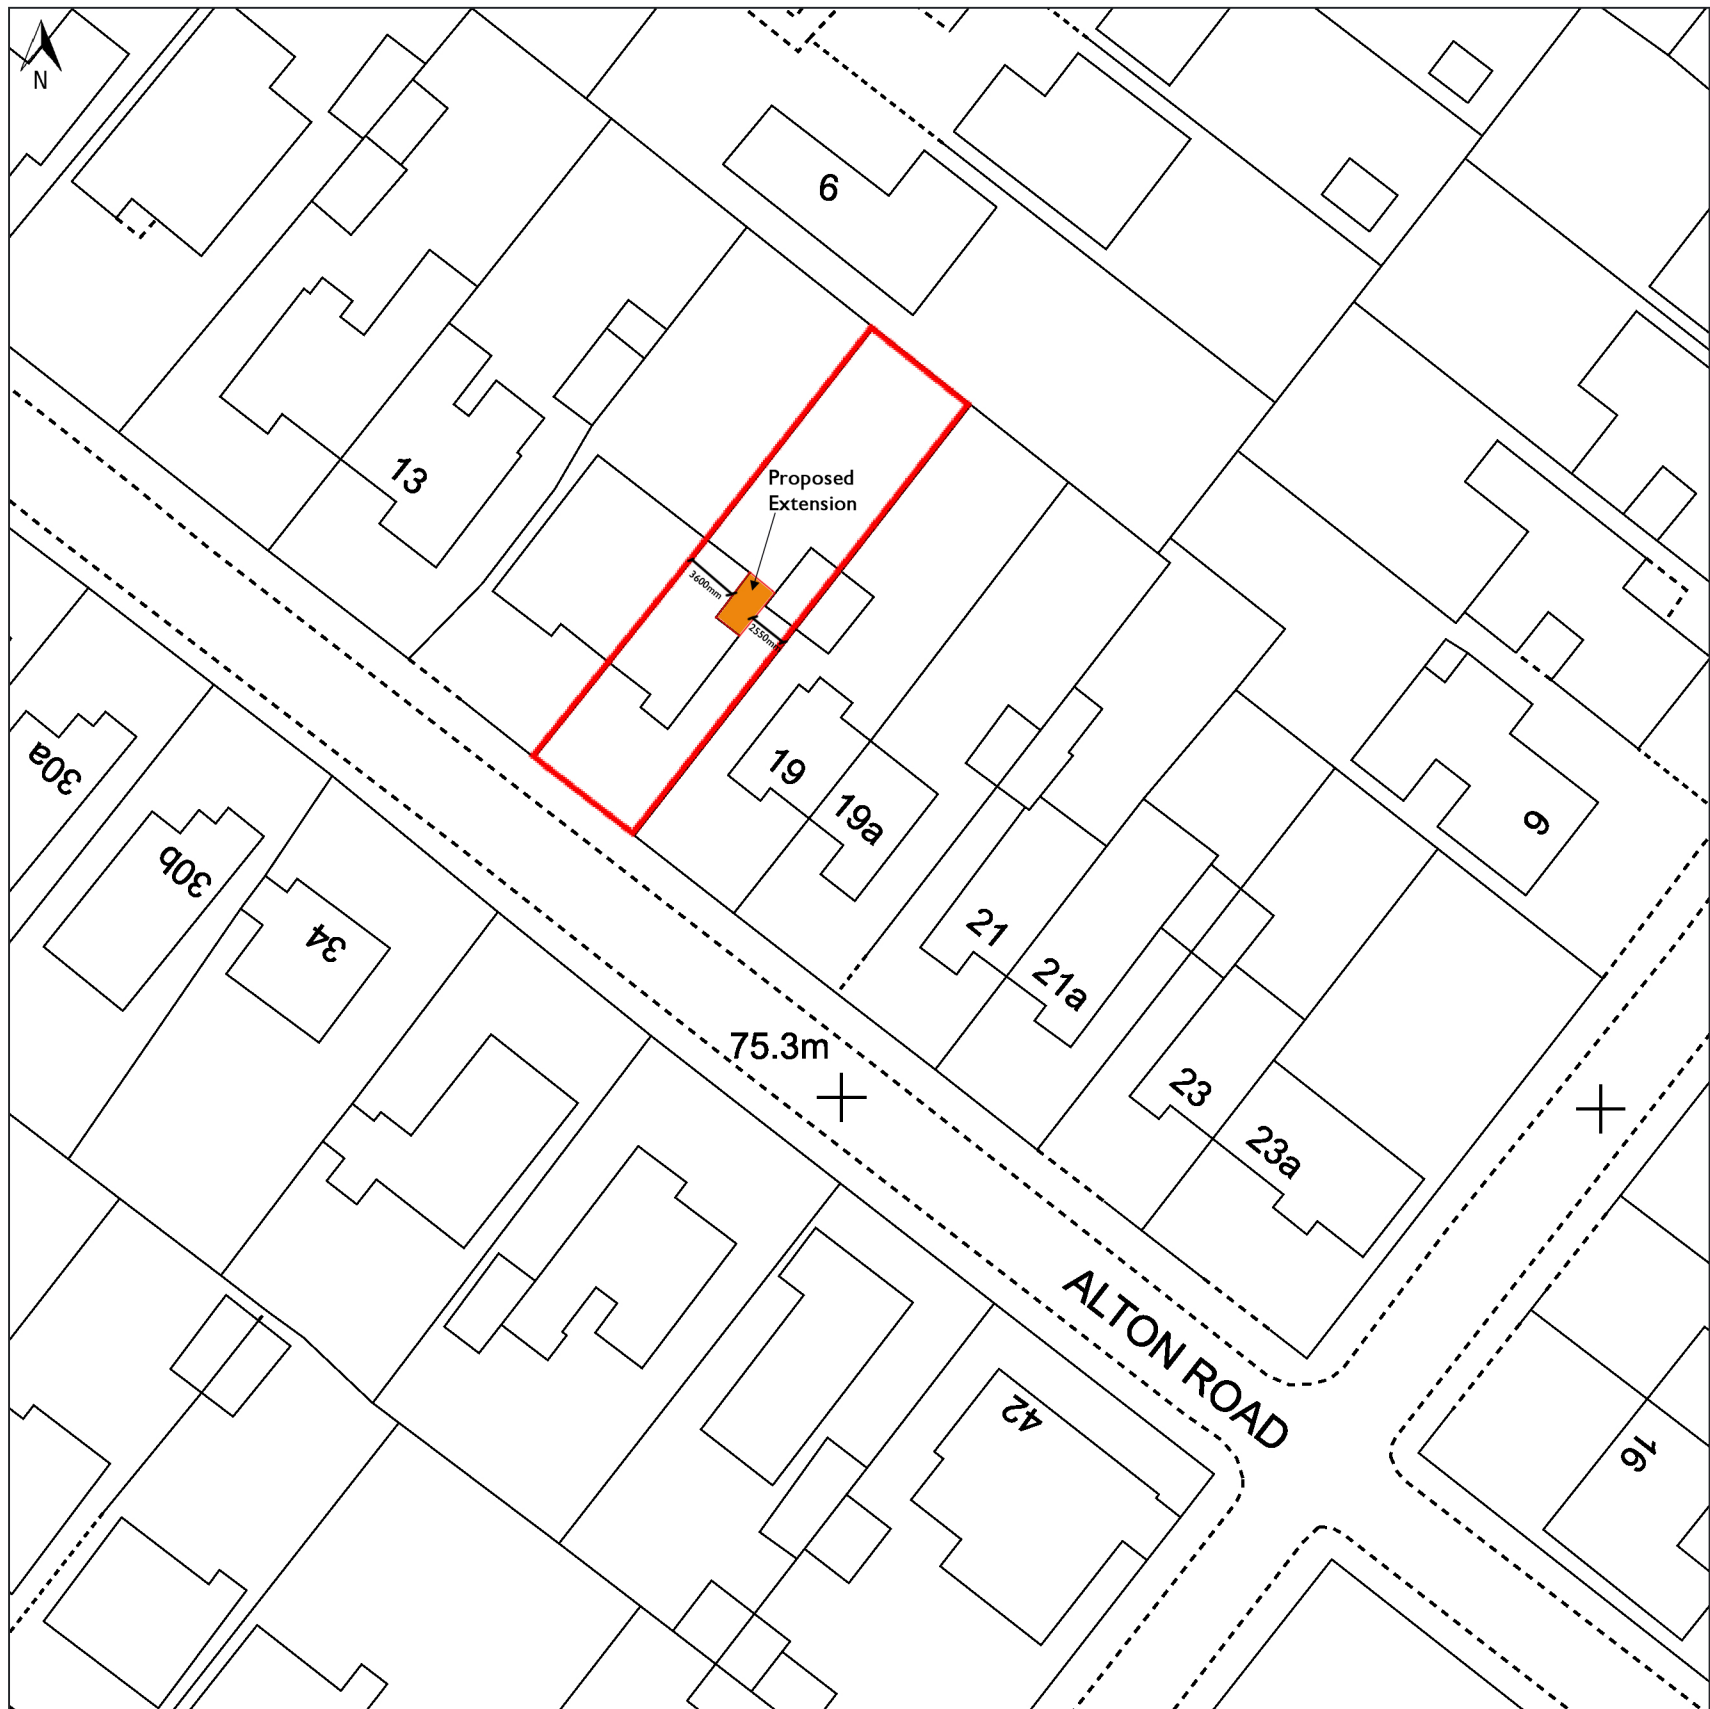 N
6
13
Proposed
Extension
3600mm
2550mm
30a
19
19a
9
30b
34
21
21a
75.3m
23
23a
ALTON ROAD
42
16